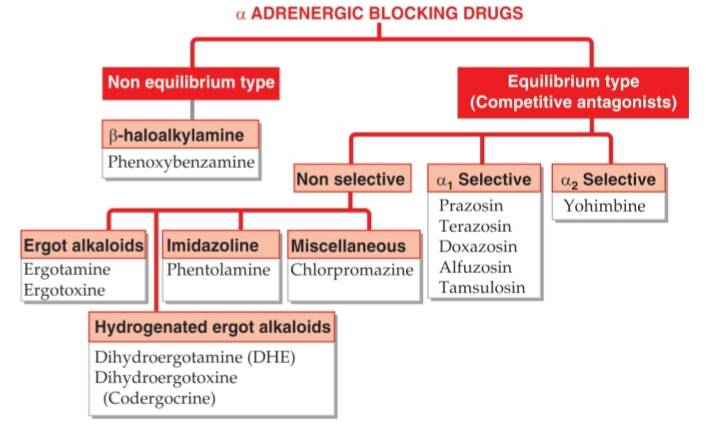 α ADRENERGIC BLOCKING DRUGS
Non equilibrium type
Equilibrium type
(Competitive antagonists)
β-haloalkylamine
Phenoxybenzamine
Non selective
α1 Selective
Prazosin
Terazosin
Doxazosin
Alfuzosin
Tamsulosin
α2 Selective
Yohimbine
Ergot alkaloids
Ergotamine
Ergotoxine
Imidazoline
Phentolamine
Miscellaneous
Chlorpromazine
Hydrogenated ergot alkaloids
Dihydroergotamine (DHE)
Dihydroergotoxine
(Codergocrine)